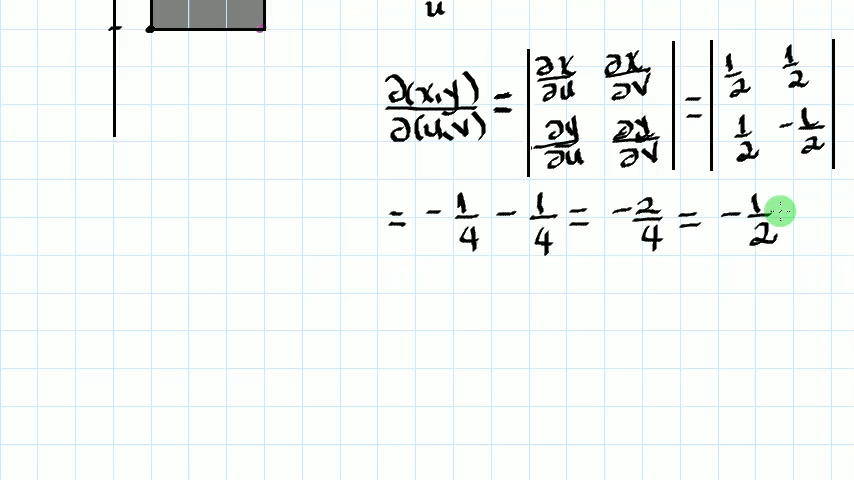 u
∂(x,y)/∂(u,v) = | ∂x/∂u ∂x/∂v ; ∂y/∂u ∂y/∂v | = | 1/2 1/2 ; 1/2 -1/2 |
= - 1/4 - 1/4 = - 2/4 = - 1/2